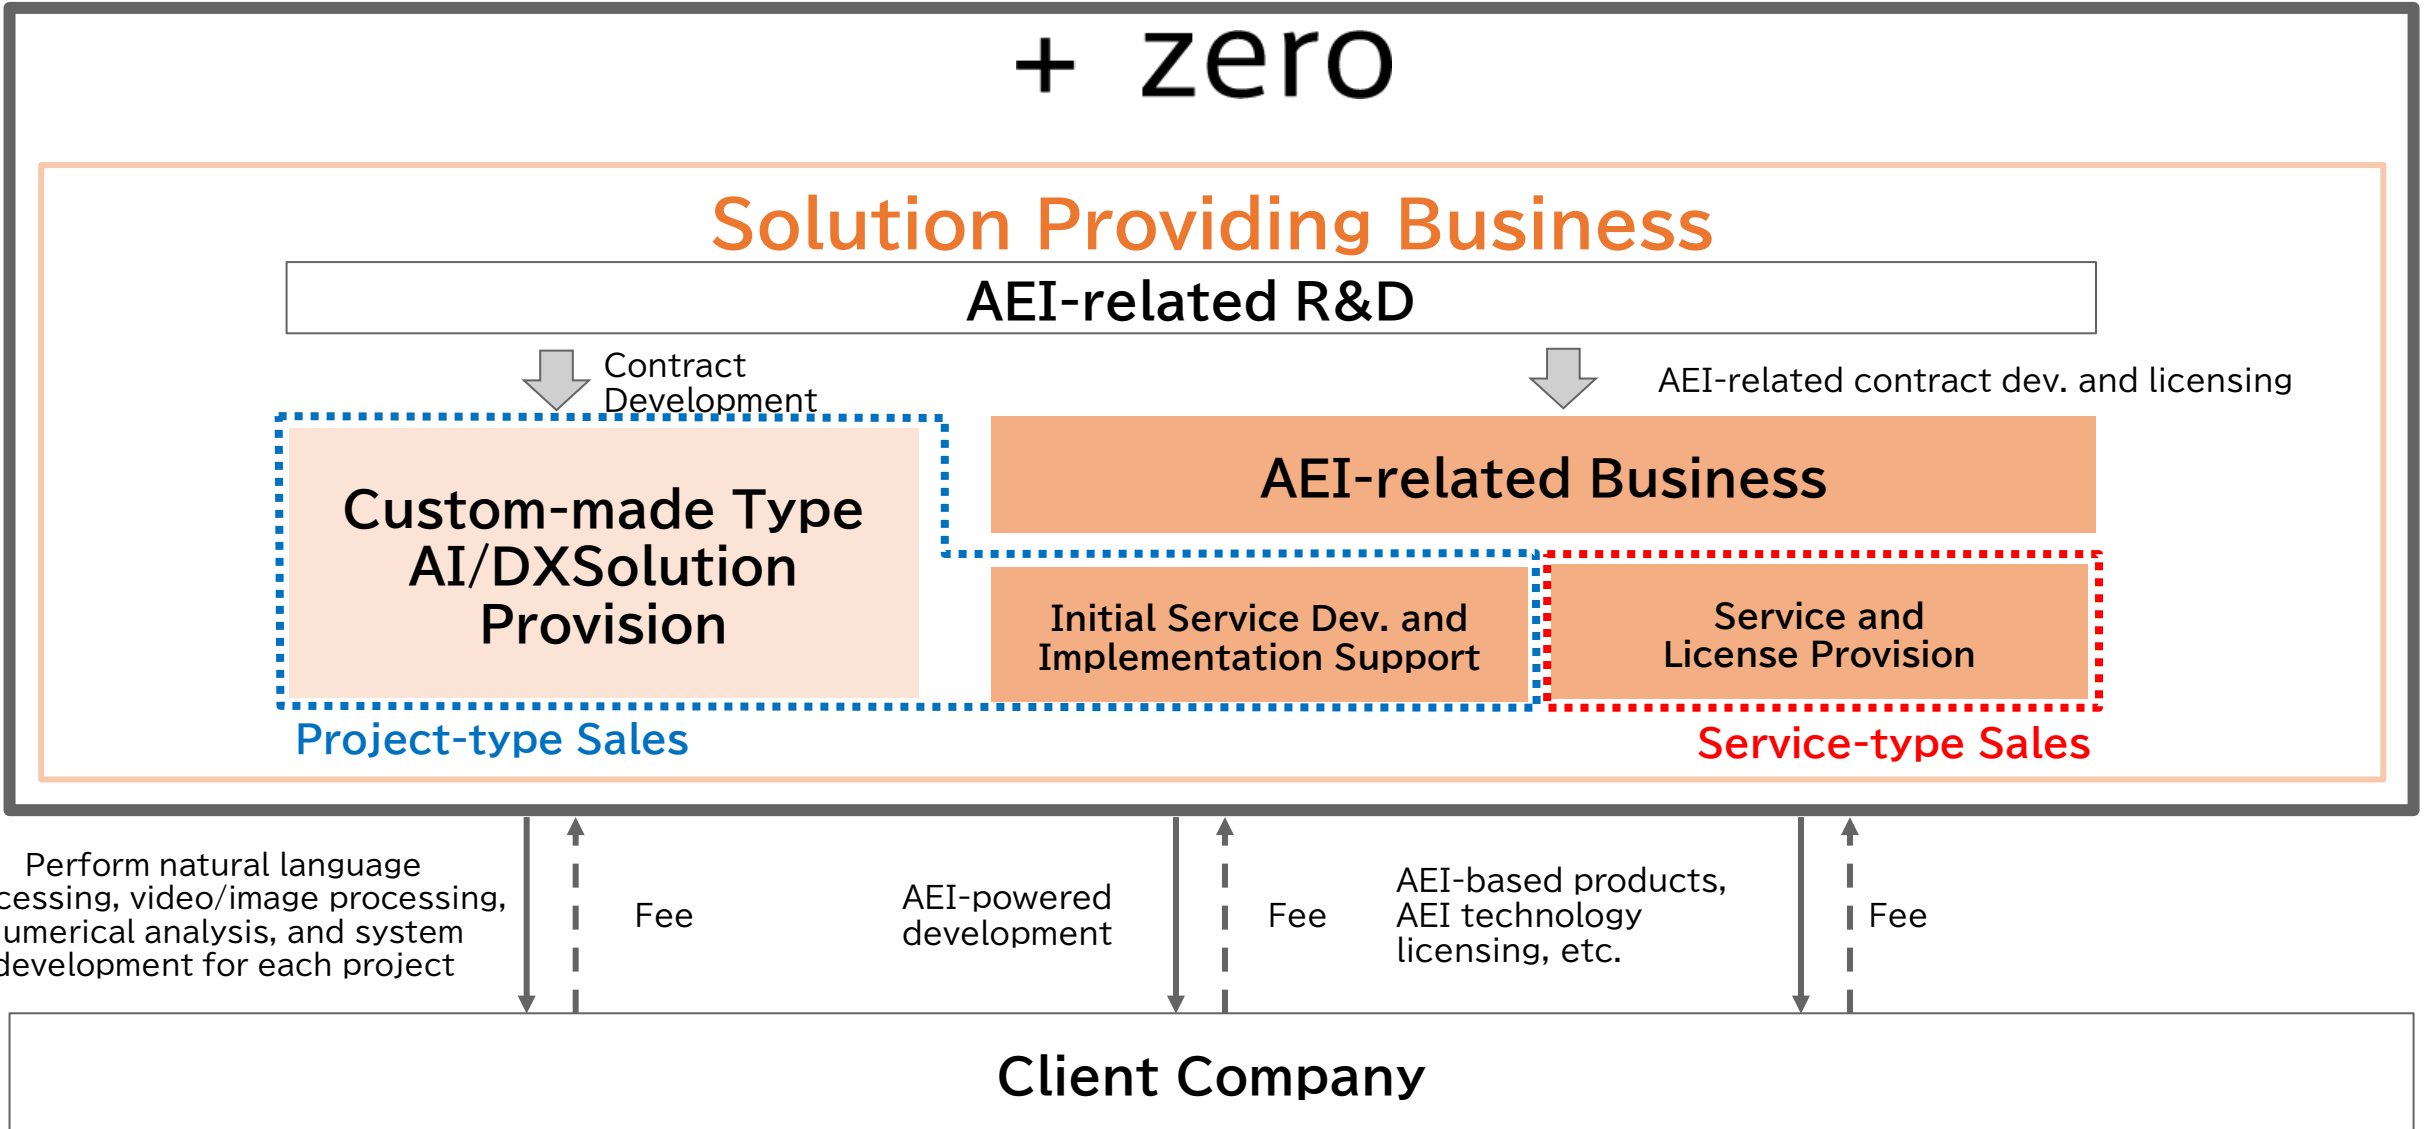 + zero
Solution Providing Business
AEI-related R&D
Contract
Development
AEI-related contract dev. and licensing
Custom-made Type
AI/DXSolution
Provision
AEI-related Business
Initial Service Dev. and
Implementation Support
Service and
License Provision
Project-type Sales
Service-type Sales
Perform natural language
cessing, video/image processing,
umerical analysis, and system
development for each project
Fee
AEI-powered
development
Fee
AEI-based products,
AEI technology
licensing, etc.
Fee
Client Company